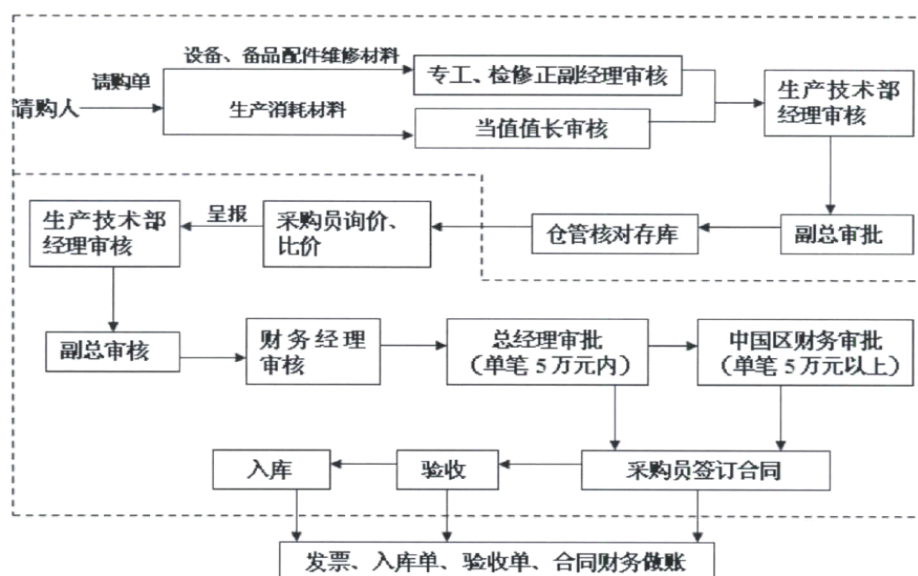 设备、备品配件维修材料
专工、检修正副经理审核
请购单
请购人
生产消耗材料
当值值长审核
生产技术部
经理审核
生产技术部
经理审核
呈报
采购员询价、
比价
仓管核对存库
副总审批
副总审核
财务经理
审核
总经理审批
（单笔5万元内）
中国区财务审批
（单笔5万元以上）
入库
验收
采购员签订合同
发票、入库单、验收单、合同财务做账